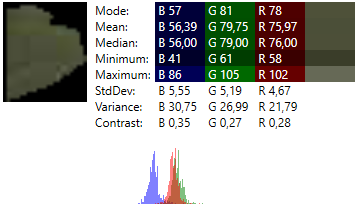 Mode: B 57 G 81 R 78
Mean: B 56,39 G 79,75 R 75,97
Median: B 56,00 G 79,00 R 76,00
Minimum: B 41 G 61 R 58
Maximum: B 86 G 105 R 102
StdDev: B 5,55 G 5,19 R 4,67
Variance: B 30,75 G 26,99 R 21,79
Contrast: B 0,35 G 0,27 R 0,28